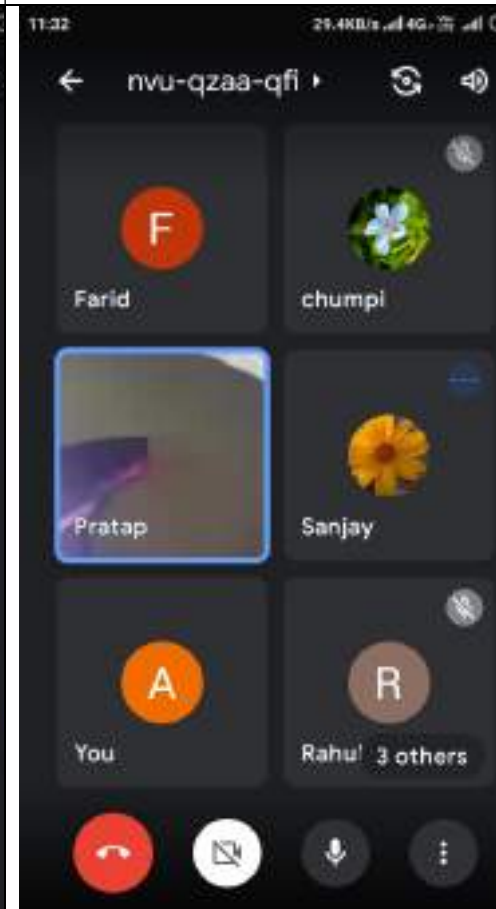 11:32 29.4KB/s 4G
nvu-qzaa-qfi
F
Farid
chumpi
Pratap
Sanjay
A
You
R
Rahul 3 others